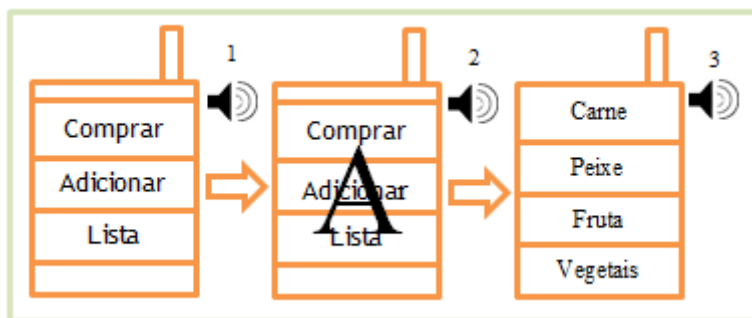 1
Comprar
Adicionar
Lista
2
Comprar
Adicionar
Lista
A
3
Carne
Peixe
Fruta
Vegetais